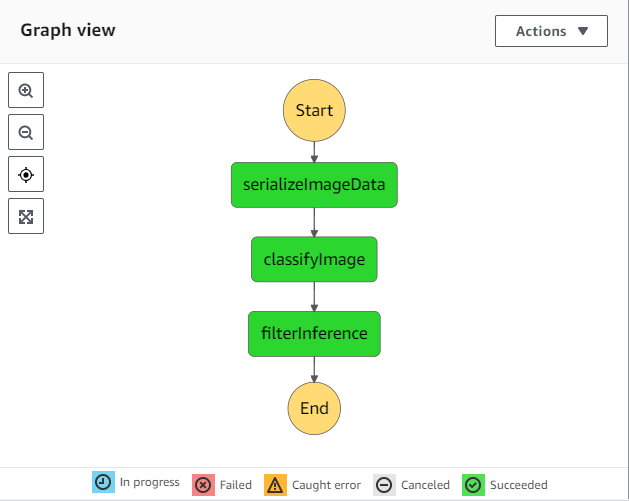 Graph view
Actions
Start
serializeImageData
classifyImage
filterInference
End
In progress
Failed
Caught error
Canceled
Succeeded